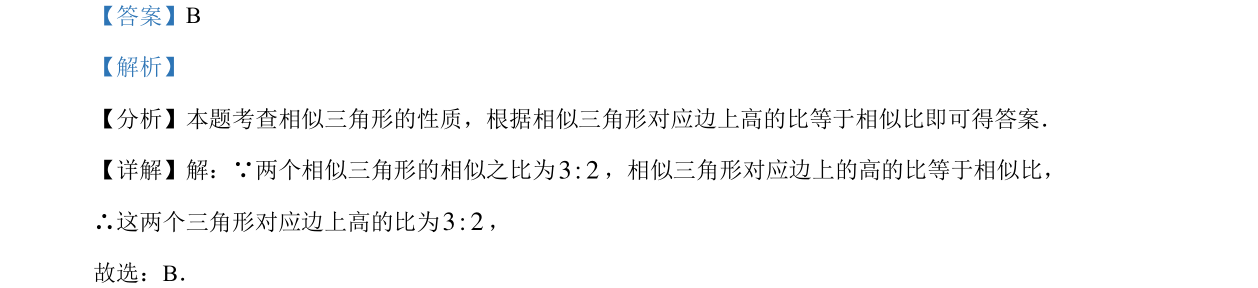 【答案】B
【解析】
【分析】本题考查相似三角形的性质，根据相似三角形对应边上高的比等于相似比即可得答案．
【详解】解：∵两个相似三角形的相似之比为3:2，相似三角形对应边上的高的比等于相似比，
∴这两个三角形对应边上高的比为3:2，
故选：B．